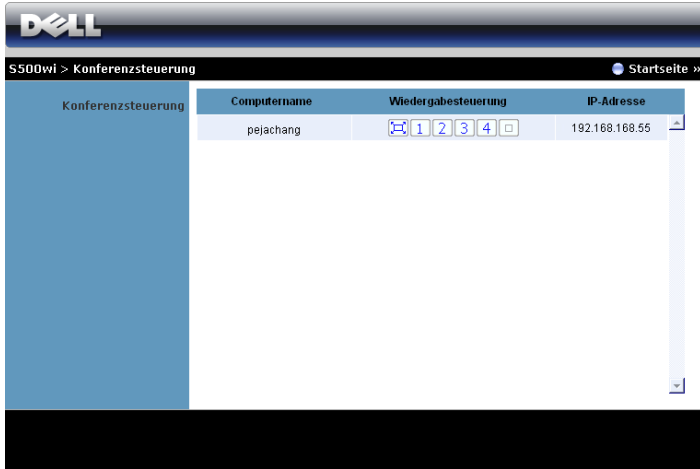 DELL
S500wi > Konferenzsteuerung
Startseite »
Konferenzsteuerung
Computername Wiedergabesteuerung IP-Adresse
pejachang 1 2 3 4 192.168.168.55